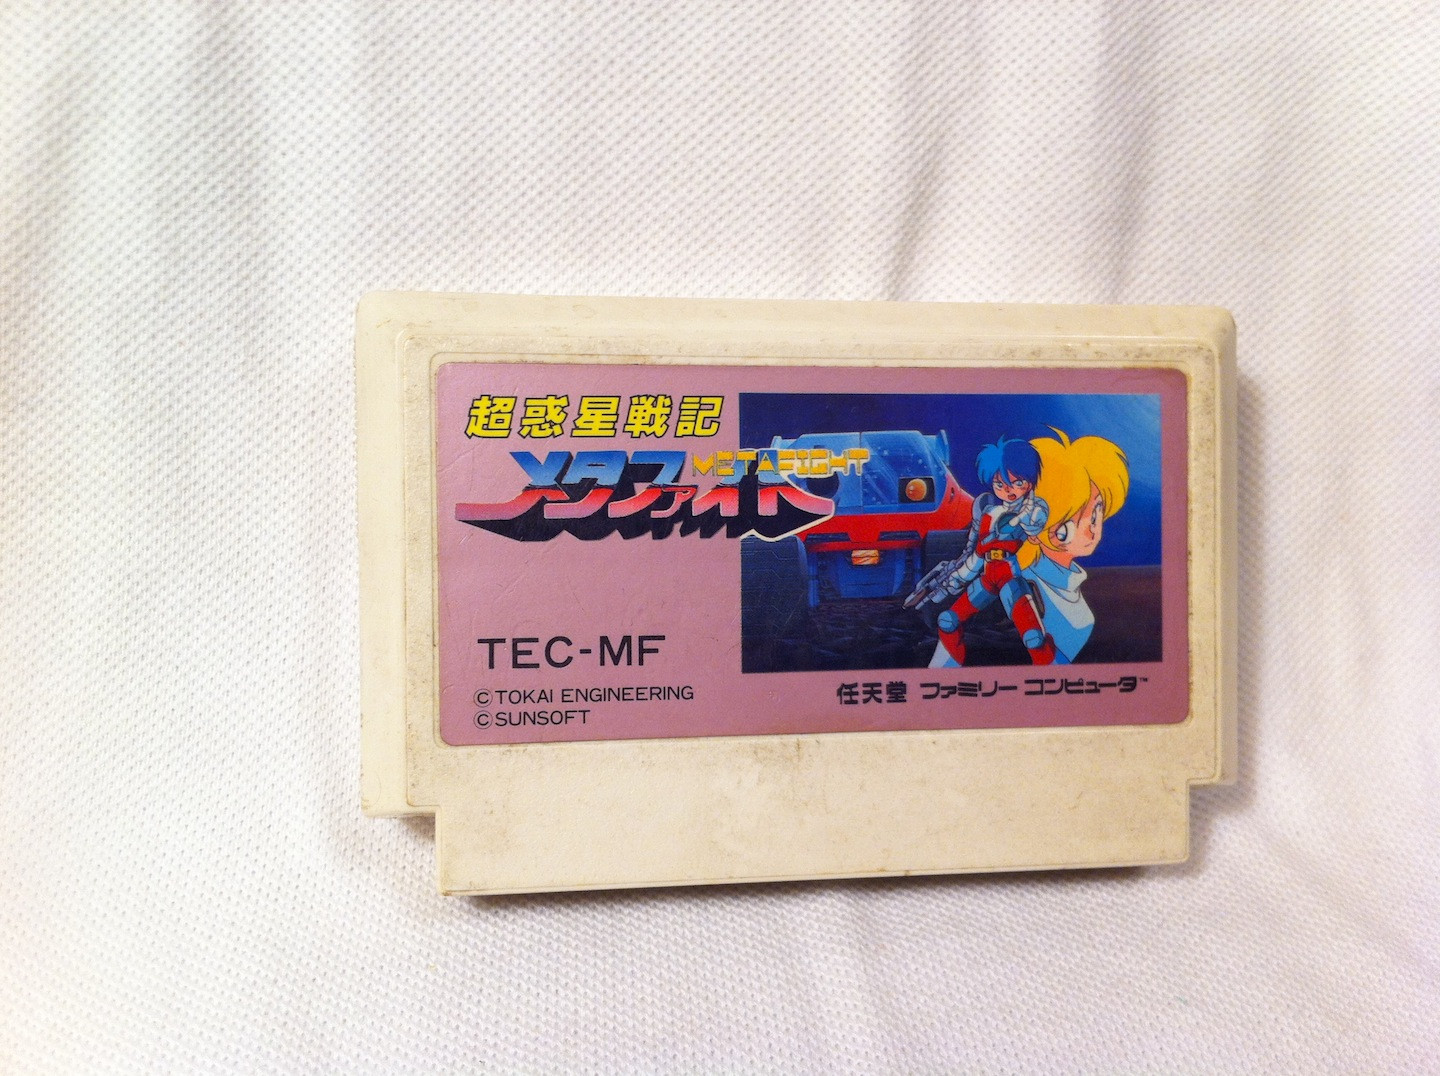 超惑星戦記
METAFIGHT
メタファイト
TEC-MF
©TOKAI ENGINEERING
©SUNSOFT
任天堂 ファミリー コンピュータ™